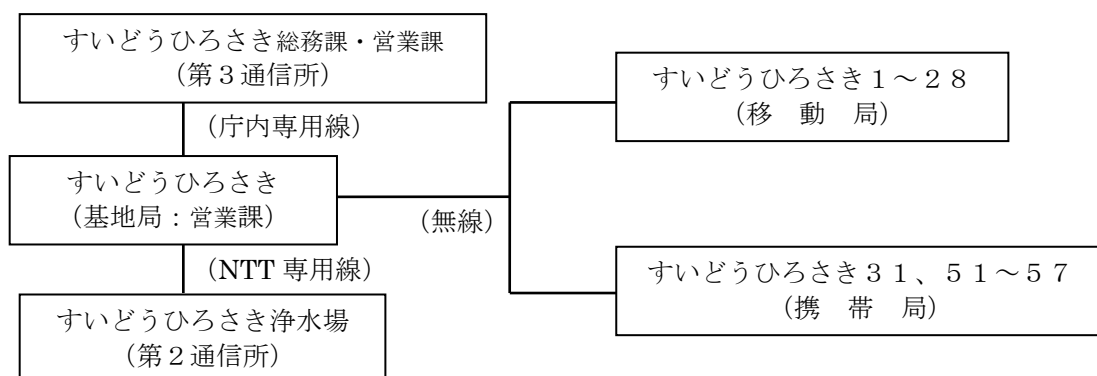 すいどうひろさき総務課・営業課
（第３通信所）
（庁内専用線）
すいどうひろさき
（基地局：営業課）
（NTT 専用線）
すいどうひろさき浄水場
（第２通信所）
（無線）
すいどうひろさき１～２８
（移　動　局）
すいどうひろさき３１、５１～５７
（携　帯　局）